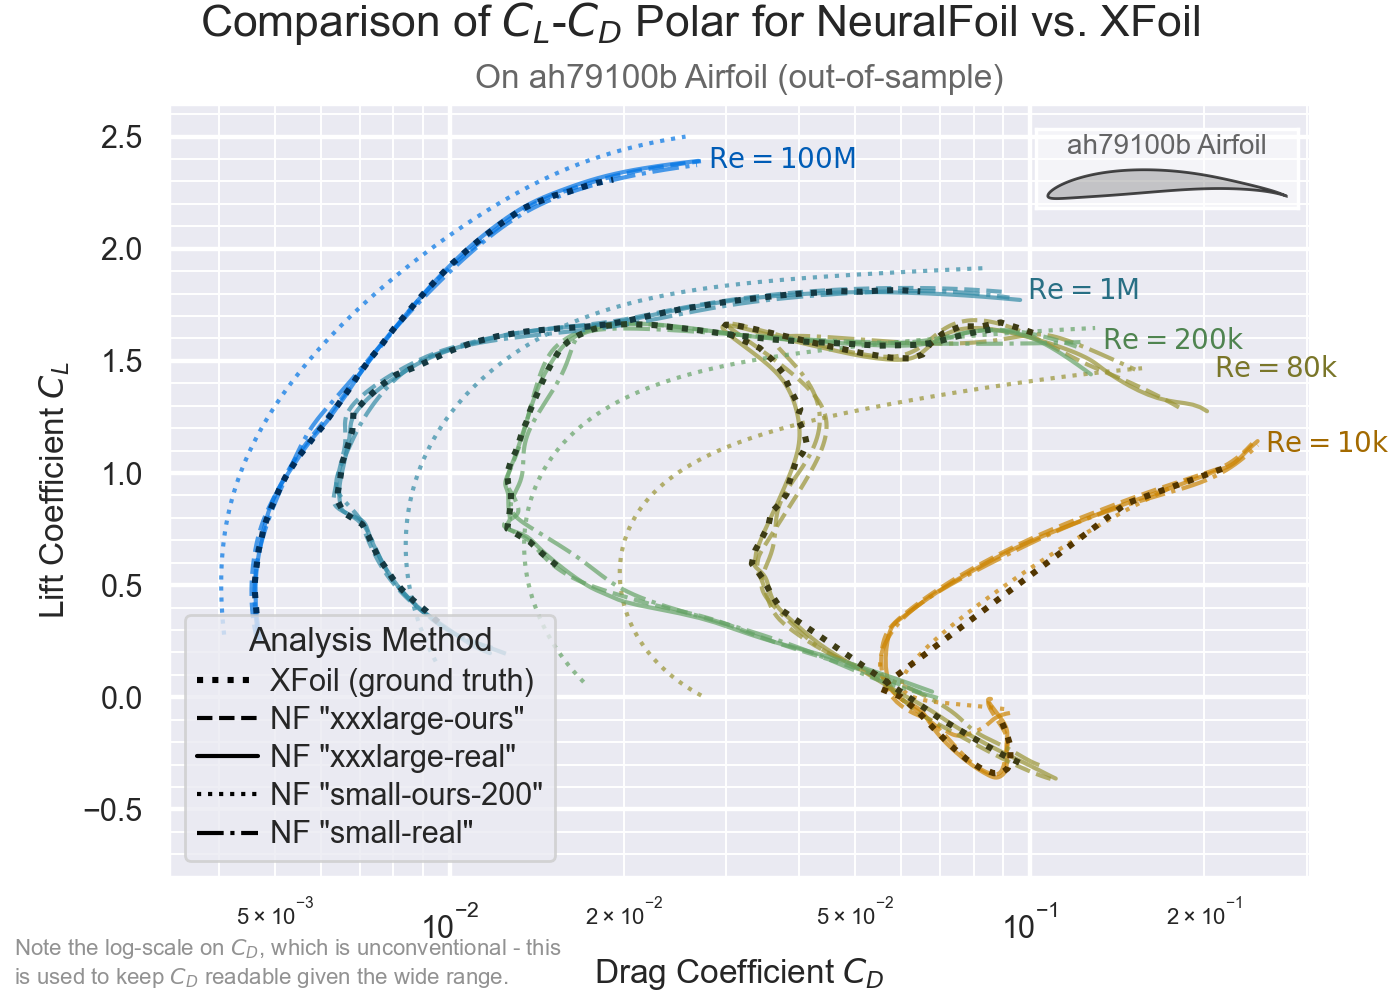 Comparison of C_L-C_D Polar for NeuralFoil vs. XFoil
On ah79100b Airfoil (out-of-sample)
ah79100b Airfoil
Re = 100M
Re = 1M
Re = 200k
Re = 80k
Re = 10k
Lift Coefficient C_L
2.5
2.0
1.5
1.0
0.5
0.0
−0.5
Analysis Method
XFoil (ground truth)
NF "xxxlarge-ours"
NF "xxxlarge-real"
NF "small-ours-200"
NF "small-real"
5 × 10⁻³
10⁻²
2 × 10⁻²
5 × 10⁻²
10⁻¹
2 × 10⁻¹
Drag Coefficient C_D
Note the log-scale on C_D, which is unconventional - this
is used to keep C_D readable given the wide range.